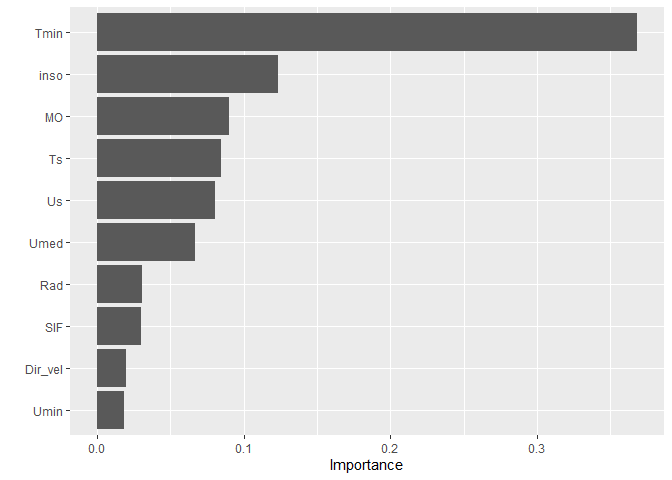 Tmin
inso
MO
Ts
Us
Umed
Rad
SIF
Dir_vel
Umin
0.0 0.1 0.2 0.3
Importance